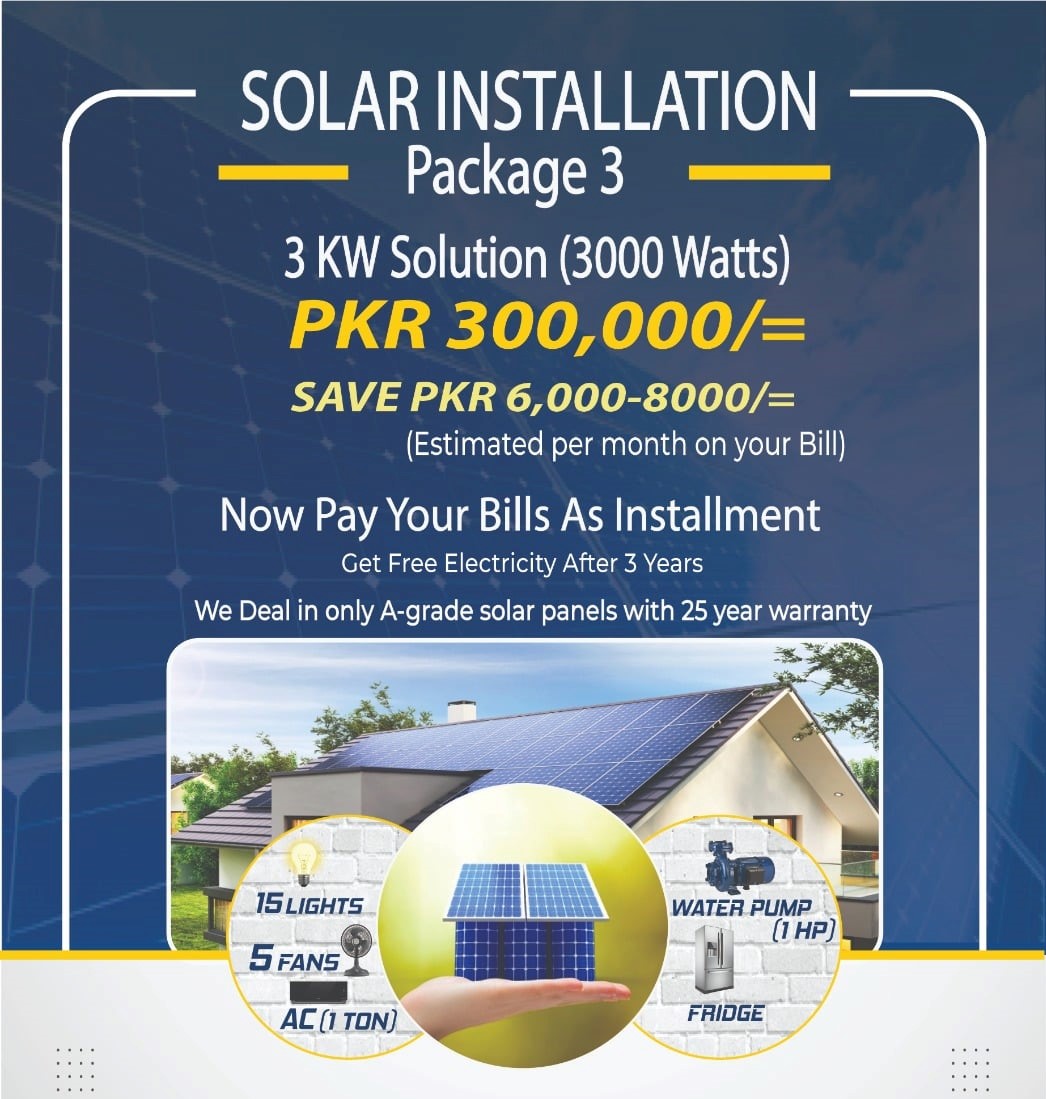 SOLAR INSTALLATION
Package 3
3 KW Solution (3000 Watts)
PKR 300,000/=
SAVE PKR 6,000-8000/=
(Estimated per month on your Bill)
Now Pay Your Bills As Installment
Get Free Electricity After 3 Years
We Deal in only A-grade solar panels with 25 year warranty
15 LIGHTS
5 FANS
AC (1 TON)
WATER PUMP
(1 HP)
FRIDGE